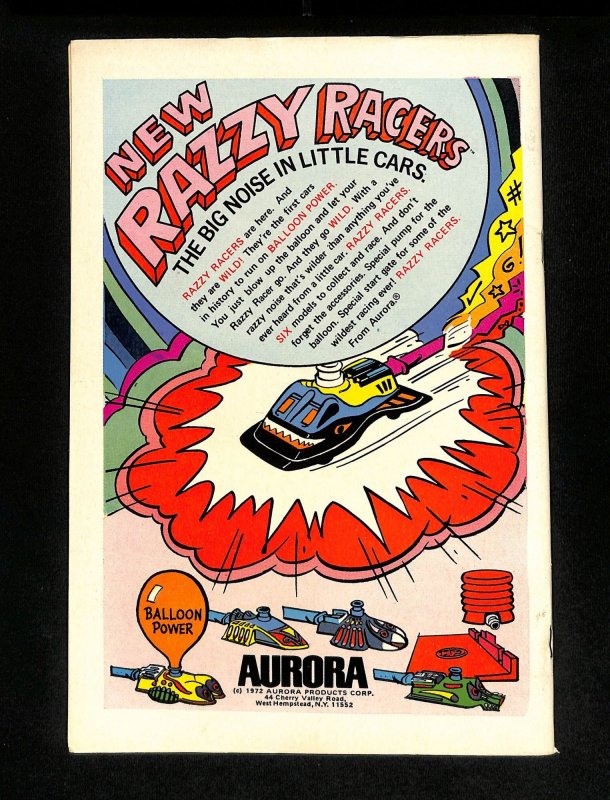 NEW
RAZZY RACERS™
THE BIG NOISE IN LITTLE CARS.
RAZZY RACERS are here. And
they are WILD! they're the first cars
in history to run on BALLOON POWER.
You just blow up the balloon and let your
Razzy Racer go. And they go WILD. With a
razzy noise that's wilder than anything you've
ever heard from a little car. RAZZY RACERS.
SIX models to collect and race. And don't
forget the accessories. Special pump for the
balloon. Special start gate for some of the
wildest racing ever! RAZZY RACERS.
From Aurora.®
BALLOON
POWER
AURORA
(c) 1972 AURORA PRODUCTS CORP.
44 Cherry Valley Road,
West Hempstead, N.Y. 11552